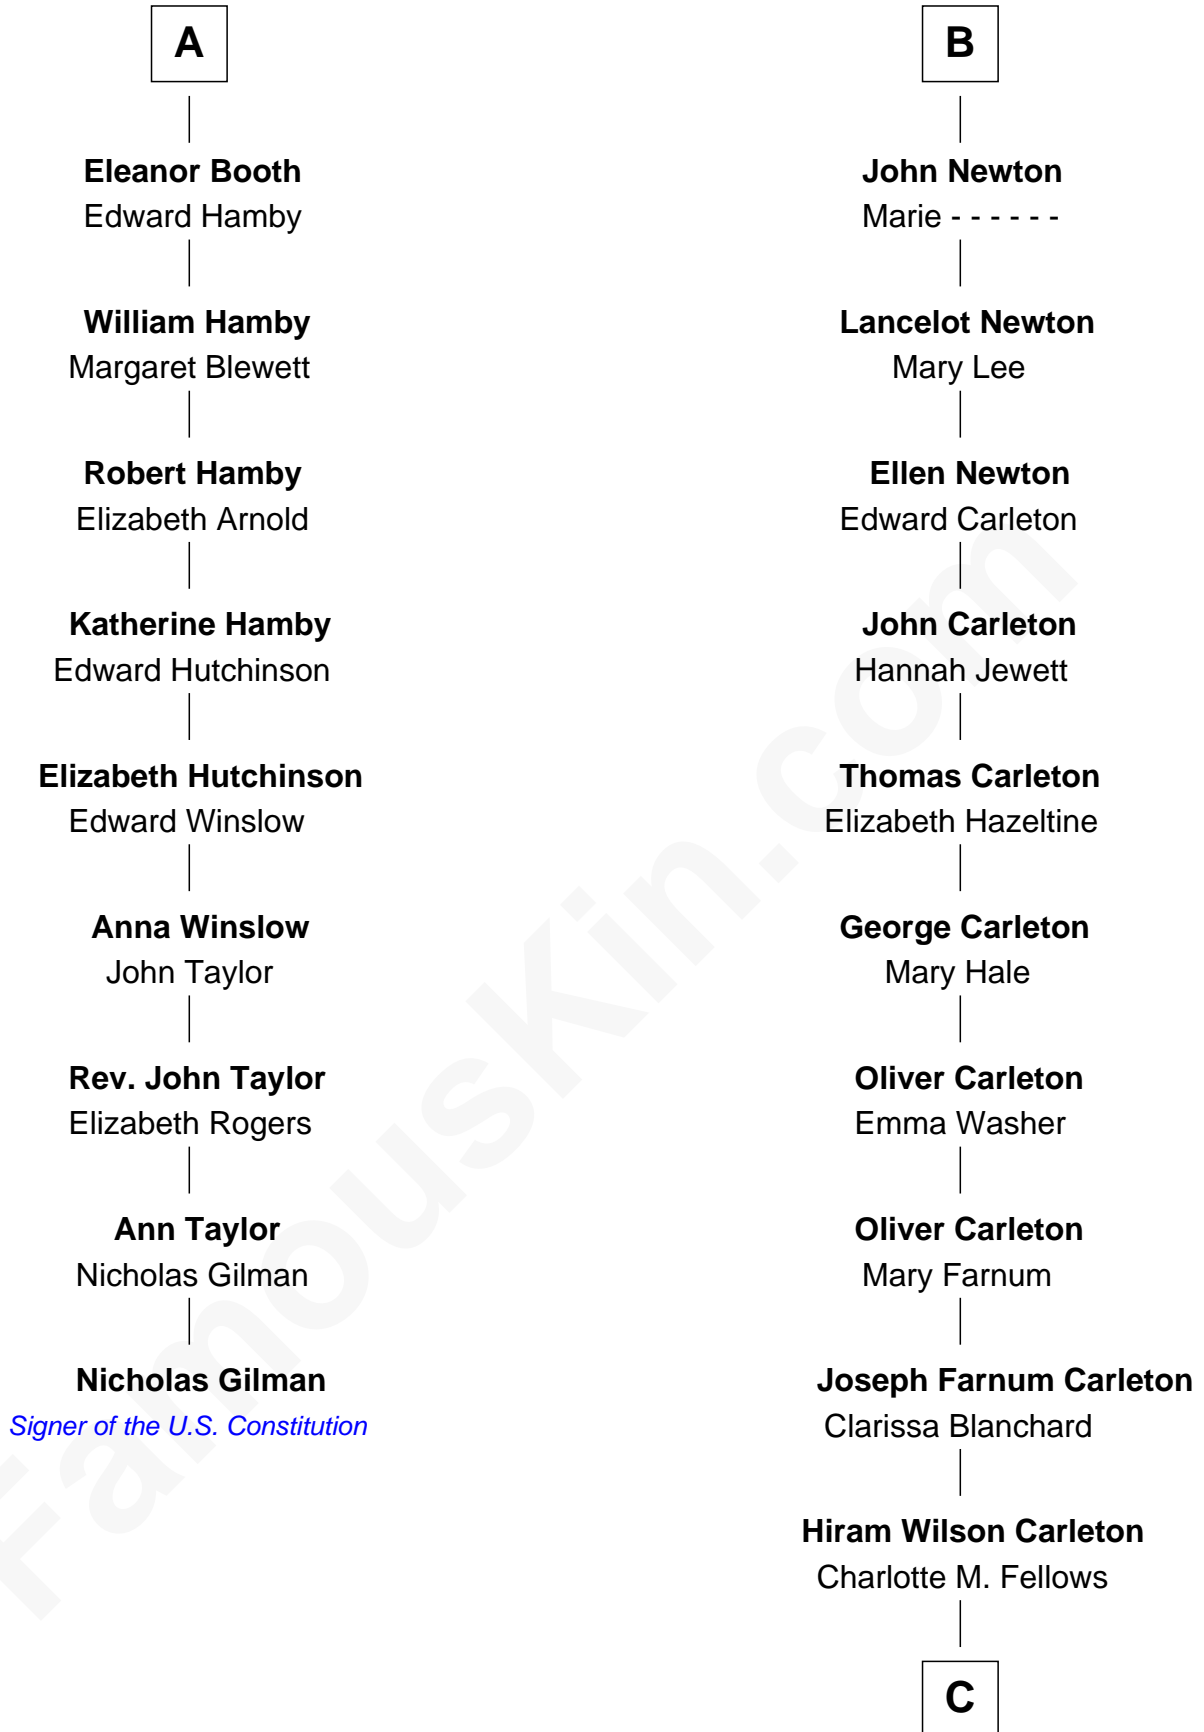 A
Eleanor Booth
Edward Hamby
William Hamby
Margaret Blewett
Robert Hamby
Elizabeth Arnold
Katherine Hamby
Edward Hutchinson
Elizabeth Hutchinson
Edward Winslow
Anna Winslow
John Taylor
Rev. John Taylor
Elizabeth Rogers
Ann Taylor
Nicholas Gilman
Nicholas Gilman
Signer of the U.S. Constitution
B
John Newton
Marie - - - - - -
Lancelot Newton
Mary Lee
Ellen Newton
Edward Carleton
John Carleton
Hannah Jewett
Thomas Carleton
Elizabeth Hazeltine
George Carleton
Mary Hale
Oliver Carleton
Emma Washer
Oliver Carleton
Mary Farnum
Joseph Farnum Carleton
Clarissa Blanchard
Hiram Wilson Carleton
Charlotte M. Fellows
C
FamousKin.com